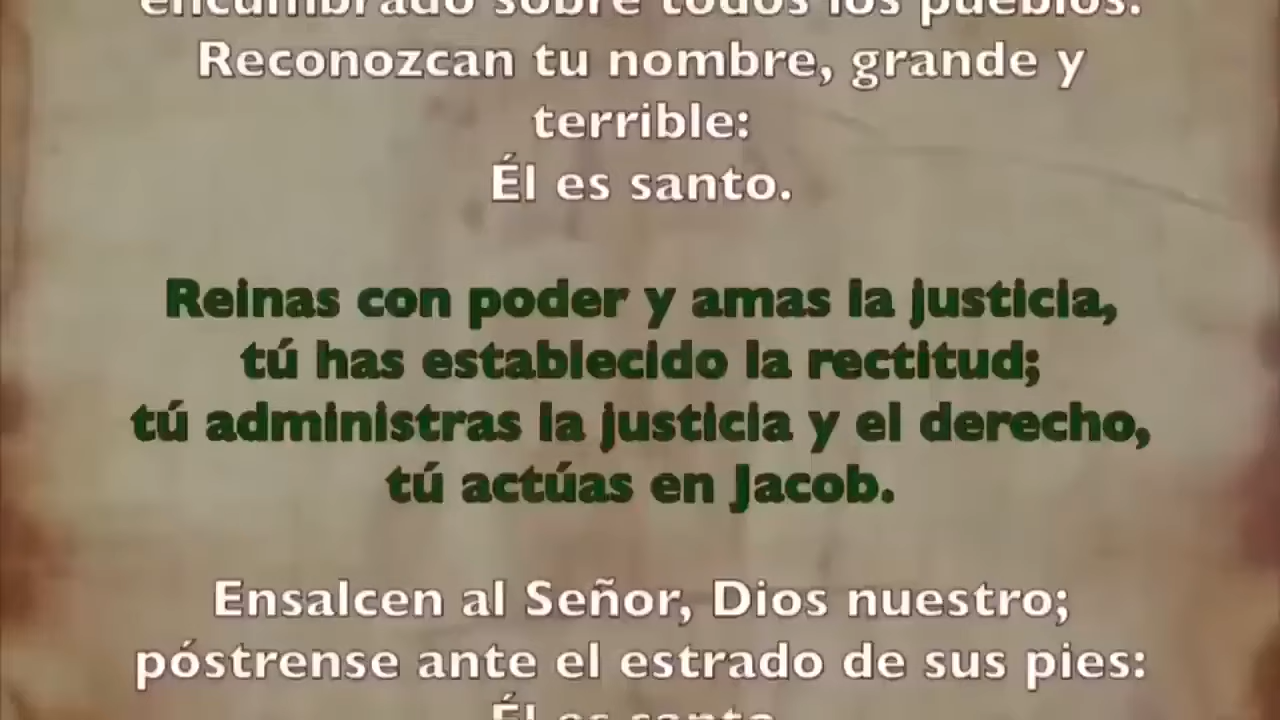 encumbrado sobre todos los pueblos.
Reconozcan tu nombre, grande y
terrible:
Él es santo.
Reinas con poder y amas la justicia,
tú has establecido la rectitud;
tú administras la justicia y el derecho,
tú actúas en Jacob.
Ensalcen al Señor, Dios nuestro;
póstrense ante el estrado de sus pies:
Él es santo.